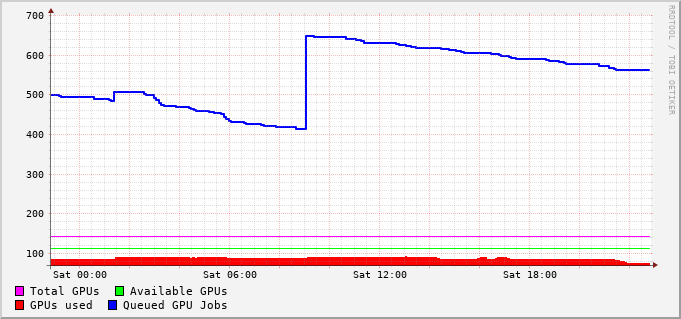 700
600
500
400
300
200
100
Sat 00:00 Sat 06:00 Sat 12:00 Sat 18:00
Total GPUs Available GPUs
GPUs used Queued GPU Jobs
RRDTOOL / TOBI OETIKER